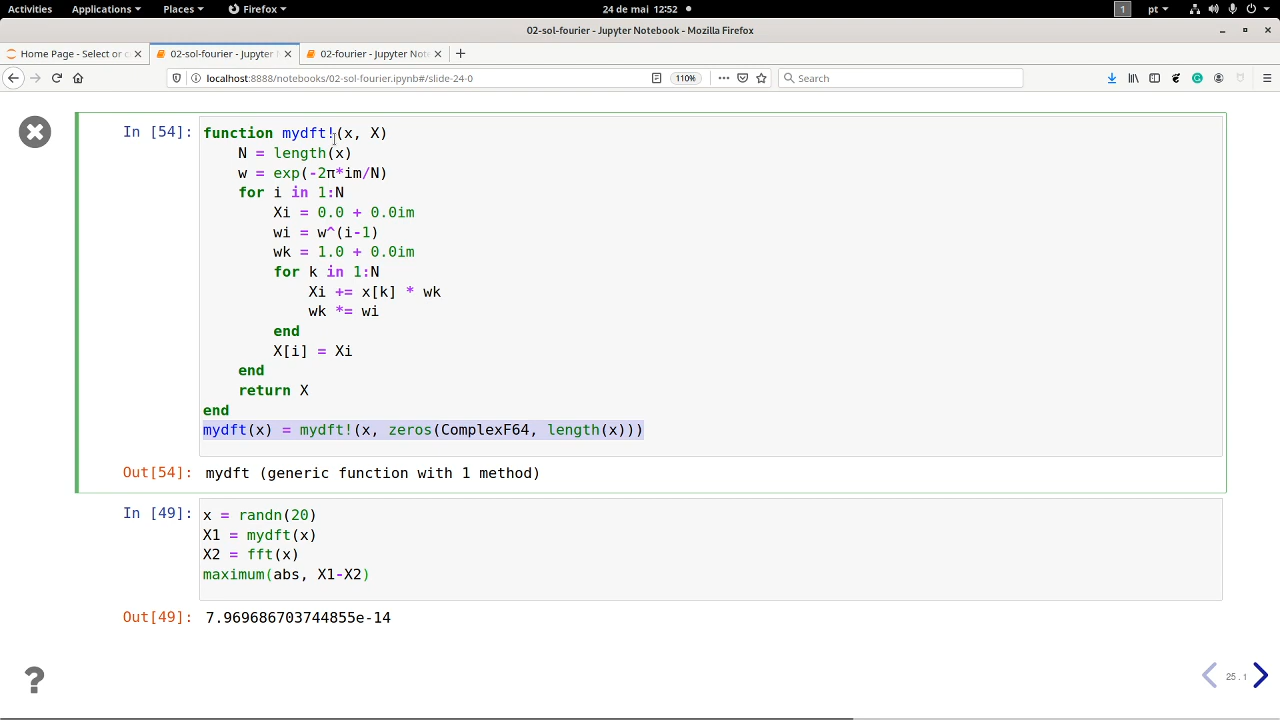 Activities Applications Places Firefox 24 de mai 12:52 1 pt
02-sol-fourier - Jupyter Notebook - Mozilla Firefox
Home Page - Select or c 02-sol-fourier - Jupyter 02-fourier - Jupyter Note
localhost:8888/notebooks/02-sol-fourier.ipynb#/slide-24-0 110% Search
In [54]: function mydft!(x, X)
N = length(x)
w = exp(-2π*im/N)
for i in 1:N
Xi = 0.0 + 0.0im
wi = w^(i-1)
wk = 1.0 + 0.0im
for k in 1:N
Xi += x[k] * wk
wk *= wi
end
X[i] = Xi
end
return X
end
mydft(x) = mydft!(x, zeros(ComplexF64, length(x)))
Out[54]: mydft (generic function with 1 method)
In [49]: x = randn(20)
X1 = mydft(x)
X2 = fft(x)
maximum(abs, X1-X2)
Out[49]: 7.969686703744855e-14
?
25.1